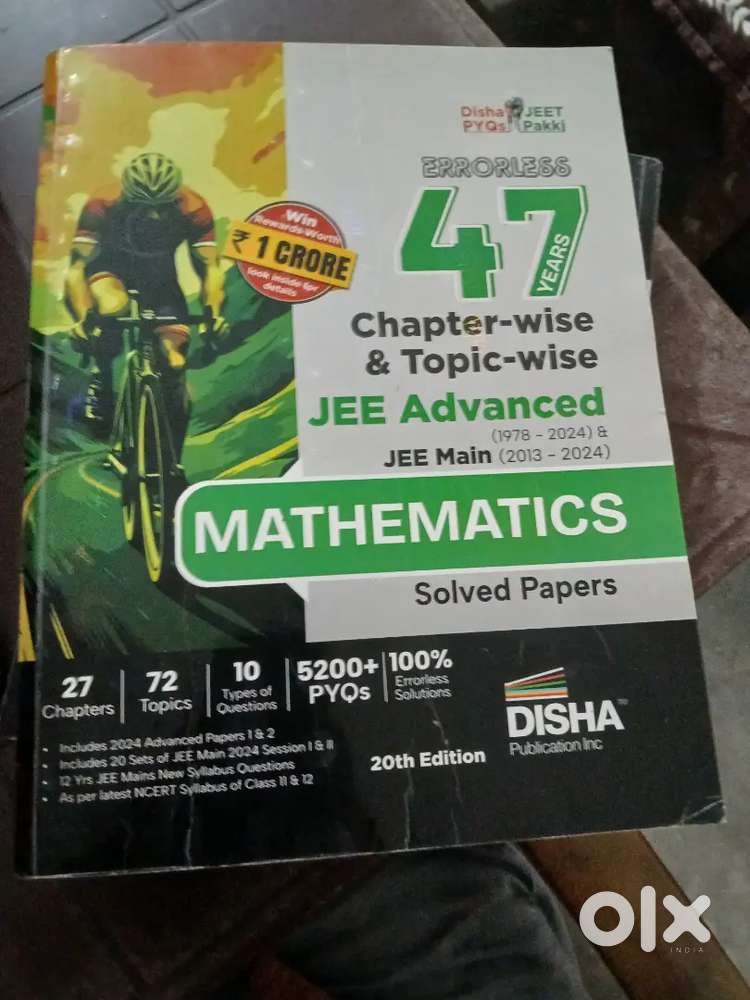 Disha JEET
PYQs Pakki
ERRORLESS
47
YEARS
Win
Rewards Worth
₹ 1 CRORE
look inside for
details
Chapter-wise
& Topic-wise
JEE Advanced
(1978 - 2024) &
JEE Main (2013 - 2024)
MATHEMATICS
Solved Papers
27
Chapters
72
Topics
10
Types of
Questions
5200+
PYQs
100%
Errorless
Solutions
• Includes 2024 Advanced Papers 1 & 2
• Includes 20 Sets of JEE Main 2024 Session I & II
• 12 Yrs JEE Mains New Syllabus Questions
• As per latest NCERT Syllabus of Class 11 & 12
20th Edition
DISHA™
Publication Inc
olx
INDIA